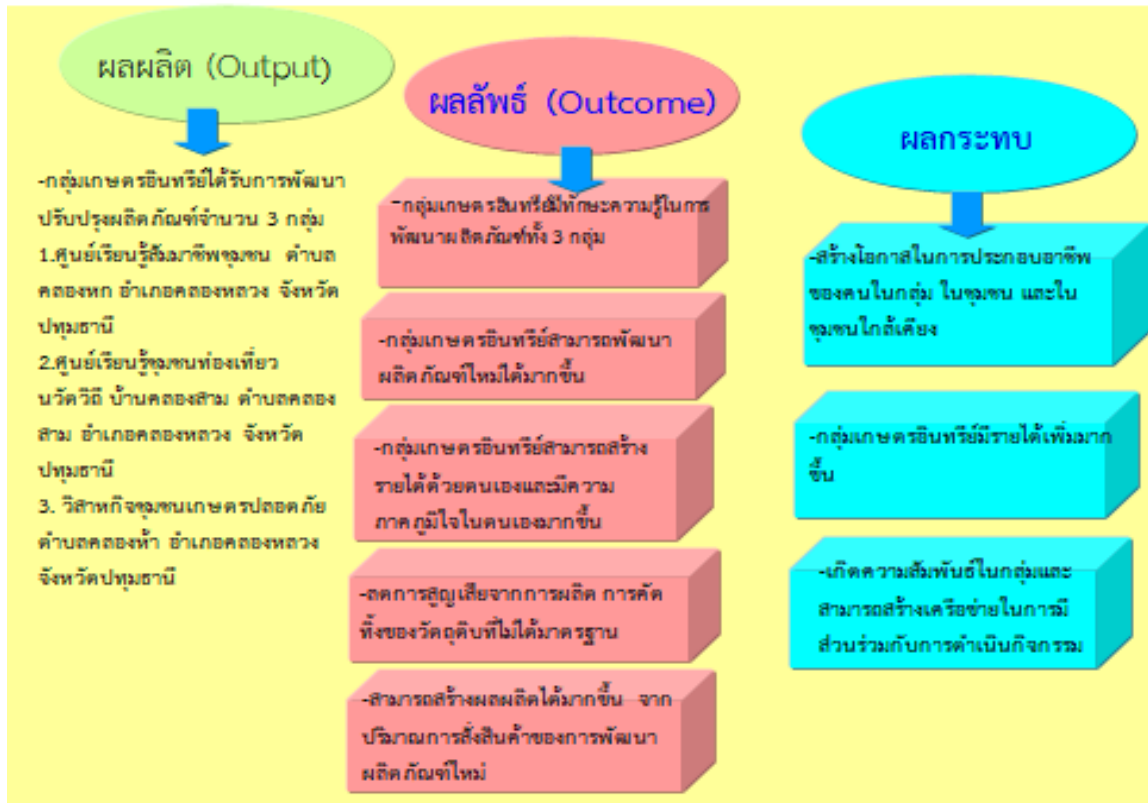 ผลผลิต (Output)
-กลุ่มเกษตรอินทรีย์ได้รับการพัฒนา
ปรับปรุงผลิตภัณฑ์จำนวน 3 กลุ่ม
1.ศูนย์เรียนรู้สัมมาชีพชุมชน ตำบล
คลองหก อำเภอคลองหลวง จังหวัด
ปทุมธานี
2.ศูนย์เรียนรู้ชุมชนท่องเที่ยว
นวัตวิถี บ้านคลองสาม ตำบลคลอง
สาม อำเภอคลองหลวง จังหวัด
ปทุมธานี
3. วิสาหกิจชุมชนเกษตรปลอดภัย
ตำบลคลองห้า อำเภอคลองหลวง
จังหวัดปทุมธานี
ผลลัพธ์ (Outcome)
-กลุ่มเกษตรอินทรีย์มีทักษะความรู้ในการ
พัฒนาผลิตภัณฑ์ทั้ง 3 กลุ่ม
-กลุ่มเกษตรอินทรีย์สามารถพัฒนา
ผลิตภัณฑ์ใหม่ได้มากขึ้น
-กลุ่มเกษตรอินทรีย์สามารถสร้าง
รายได้ด้วยตนเองและมีความ
ภาคภูมิใจในตนเองมากขึ้น
-ลดการสูญเสียจากการผลิต การคัด
ทิ้งของวัตถุดิบที่ไม่ได้มาตรฐาน
-สามารถสร้างผลผลิตได้มากขึ้น จาก
ปริมาณการสั่งสินค้าของการพัฒนา
ผลิตภัณฑ์ใหม่
ผลกระทบ
-สร้างโอกาสในการประกอบอาชีพ
ของคนในกลุ่ม ในชุมชน และใน
ชุมชนใกล้เคียง
-กลุ่มเกษตรอินทรีย์มีรายได้เพิ่มมาก
ขึ้น
-เกิดความสัมพันธ์ในกลุ่มและ
สามารถสร้างเครือข่ายในการมี
ส่วนร่วมกับการดำเนินกิจกรรม